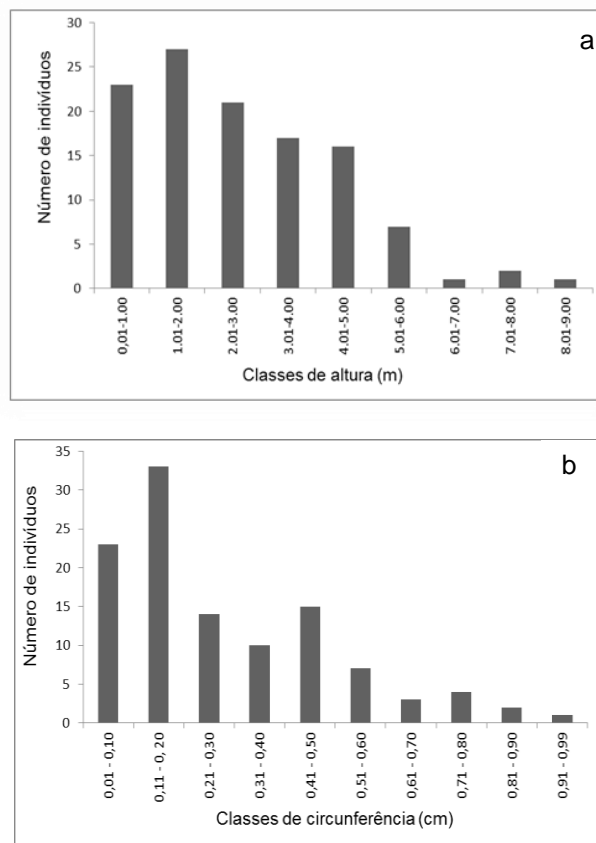 a
Número de indivíduos
30
25
20
15
10
5
0
0,01-1.00
1.01-2.00
2.01-3.00
3.01-4.00
4.01-5.00
5.01-6.00
6.01-7.00
7.01-8.00
8.01-9.00
Classes de altura (m)
b
Número de indivíduos
35
30
25
20
15
10
5
0
0,01 - 0,10
0,11 - 0, 20
0,21 - 0,30
0,31 - 0,40
0,41 - 0,50
0,51 - 0,60
0,61 - 0,70
0,71 - 0,80
0,81 - 0,90
0,91 - 0,99
Classes de circunferência (cm)